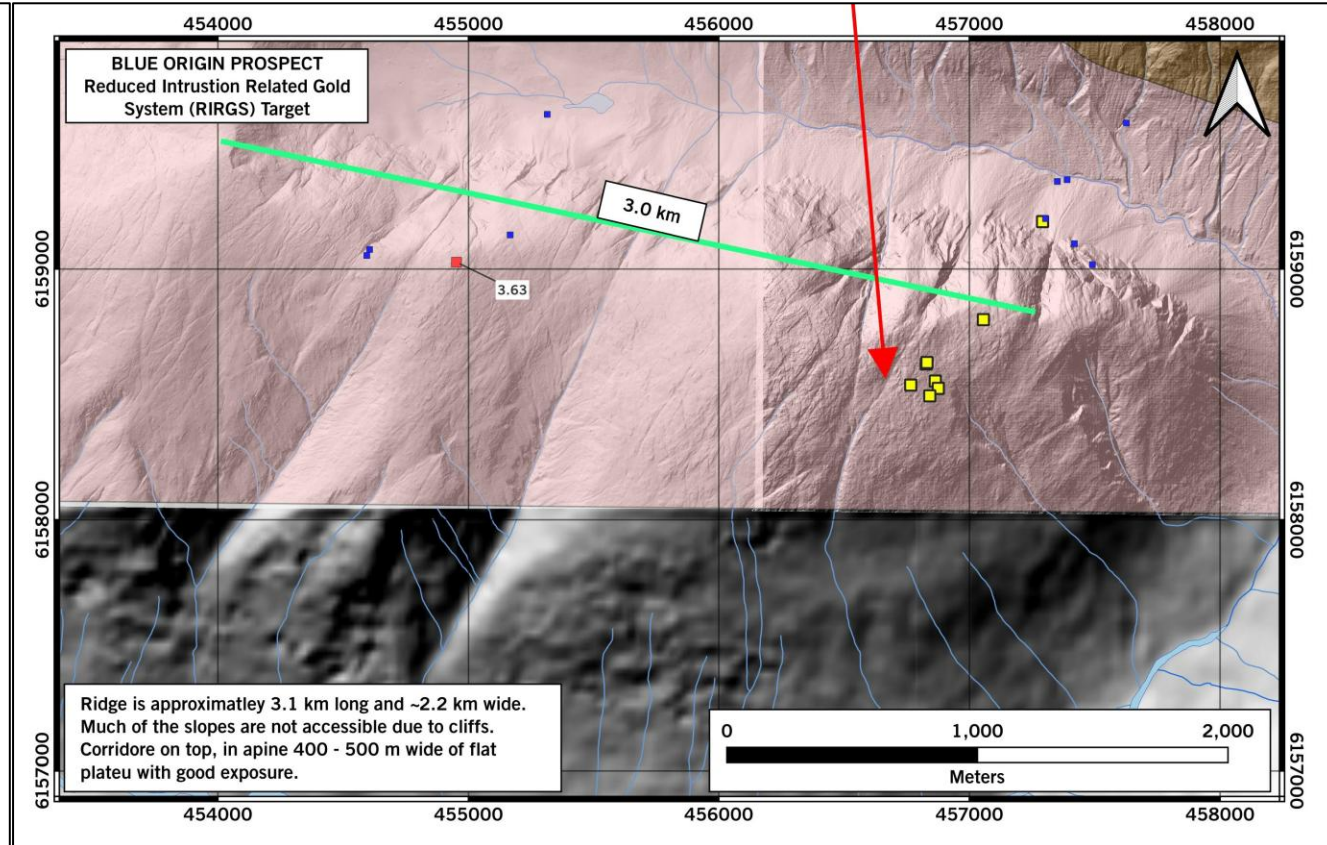 454000 455000 456000 457000 458000
BLUE ORIGIN PROSPECT
Reduced Intrustion Related Gold
System (RIRGS) Target
3.0 km
6159000
6159000
3.63
6158000
6158000
Ridge is approximatley 3.1 km long and ~2.2 km wide.
Much of the slopes are not accessible due to cliffs.
Corridore on top, in apine 400 - 500 m wide of flat
plateu with good exposure.
0 1,000 2,000
Meters
6157000
6157000
454000 455000 456000 457000 458000